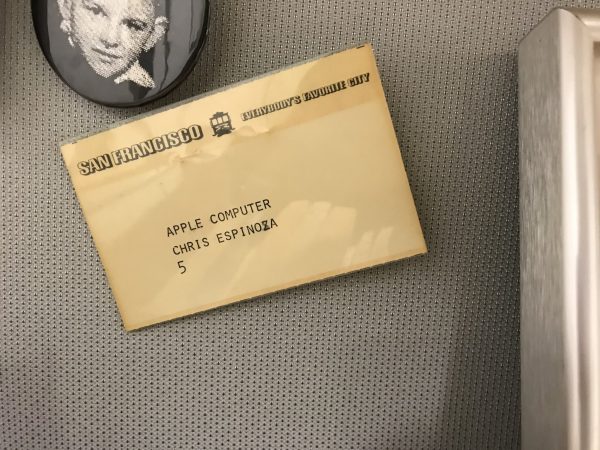 SAN FRANCISCO EVERYBODY'S FAVORITE CITY
APPLE COMPUTER
CHRIS ESPINOZA
5